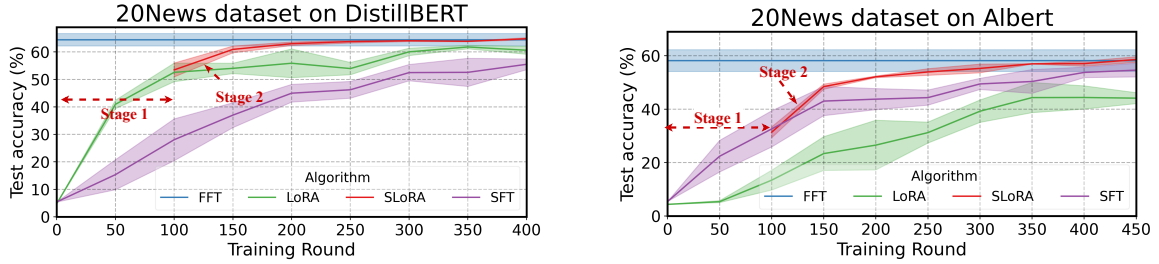 20News dataset on DistillBERT
Test accuracy (%)
60
50
40
30
20
10
0
Stage 1
Stage 2
Algorithm
FFT LoRA SLoRA SFT
0 50 100 150 200 250 300 350 400
Training Round
20News dataset on Albert
Test accuracy (%)
60
40
20
0
Stage 2
Stage 1
Algorithm
FFT LoRA SLoRA SFT
0 50 100 150 200 250 300 350 400 450
Training Round